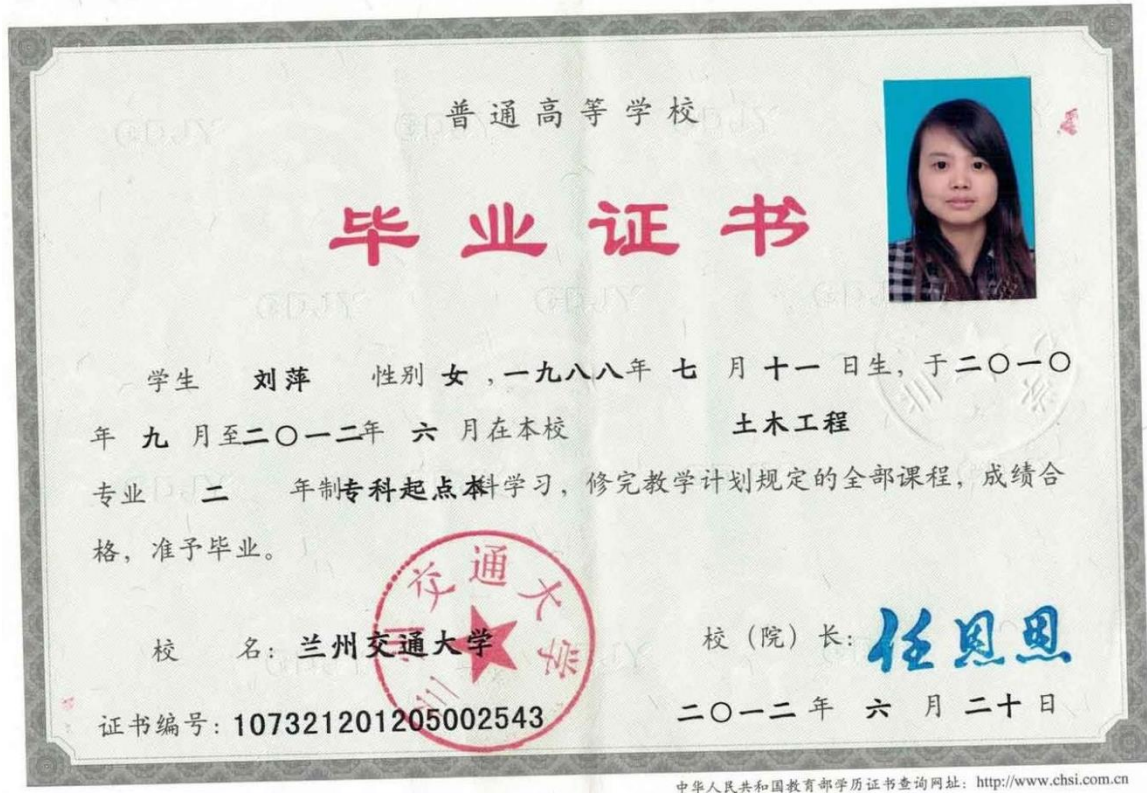 普通高等学校
毕业证书
学生 刘萍 性别 女 ,一九八八年 七 月 十一 日生, 于二〇一〇
年 九 月至二〇一二年 六 月在本校 土木工程
专业 二 年制专科起点本科学习, 修完教学计划规定的全部课程, 成绩合
格, 准予毕业。
兰州交通大学
校 名: 兰州交通大学
校（院）长: 任恩恩
证书编号: 107321201205002543
二〇一二 年 六 月 二十 日
中华人民共和国教育部学历证书查询网址: http://www.chsi.com.cn